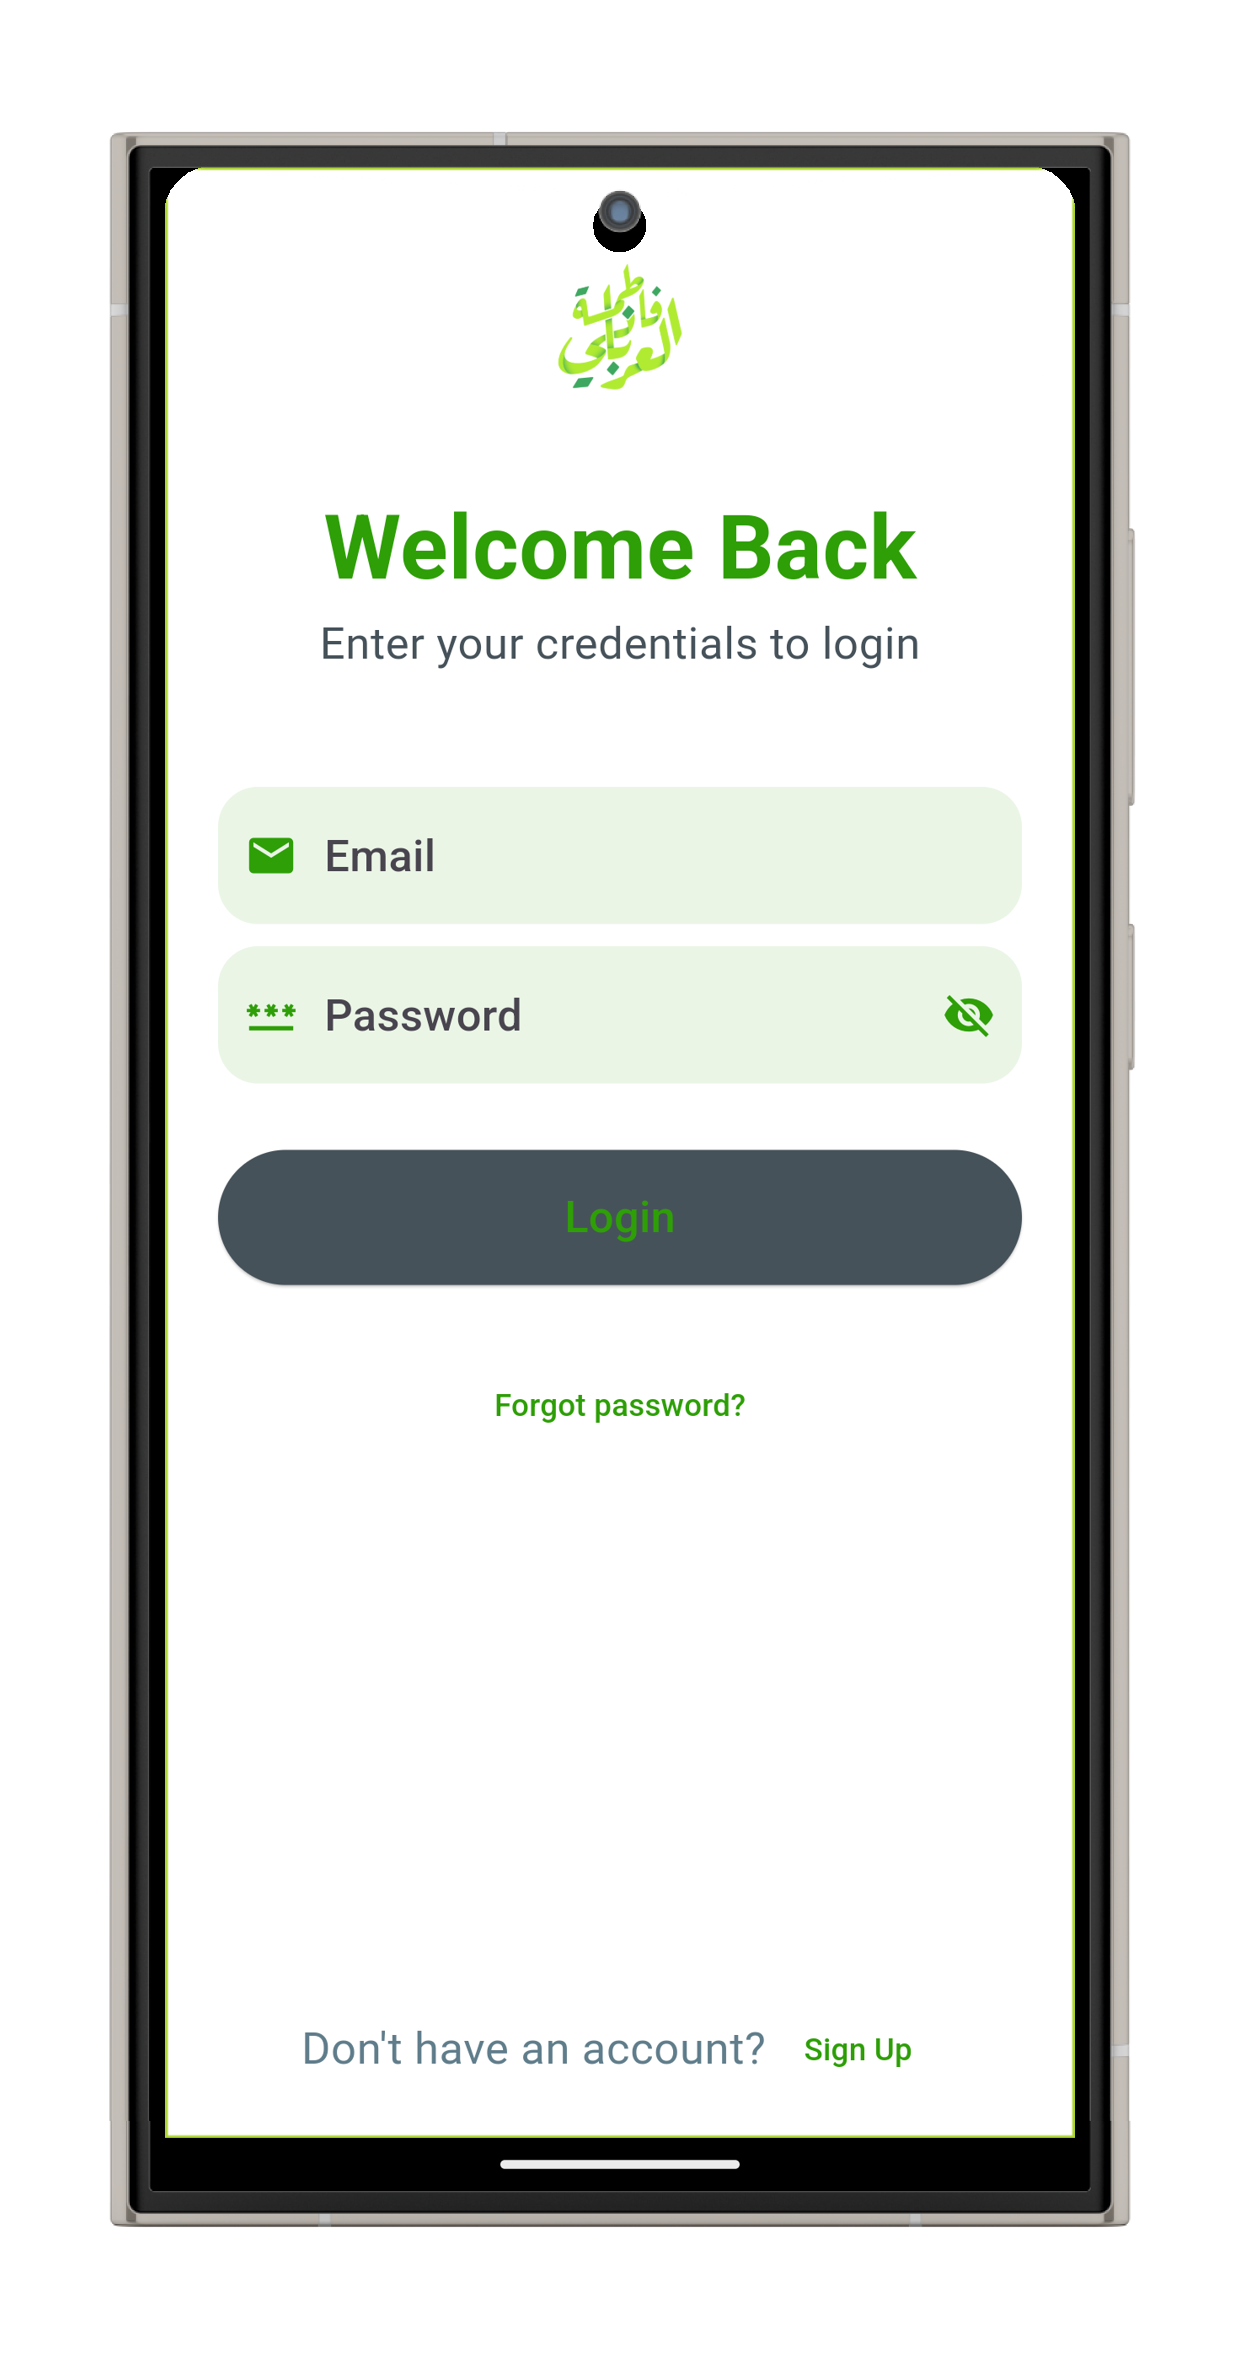 فاطمة
العرباني
Welcome Back
Enter your credentials to login
Email
*** Password
Login
Forgot password?
Don't have an account? Sign Up